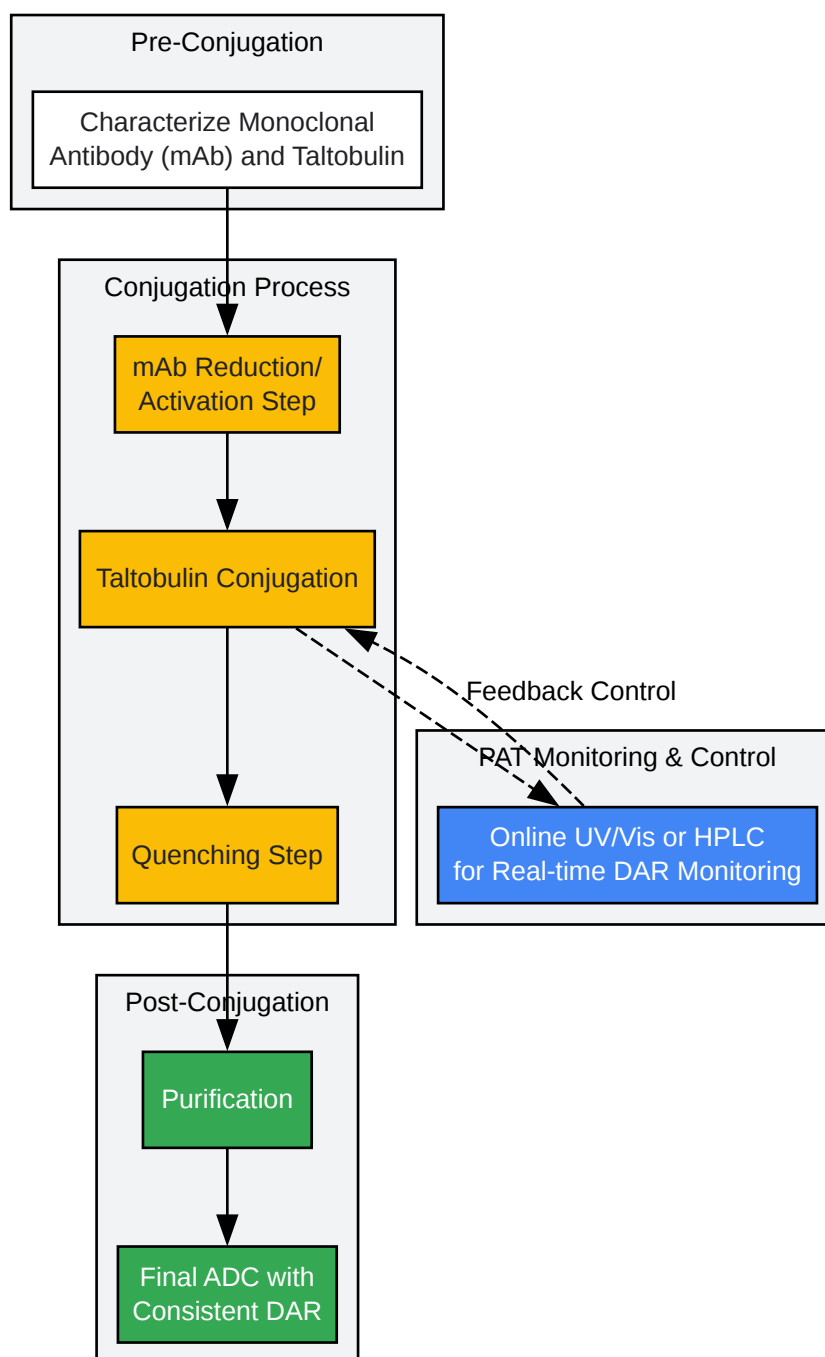 Pre-Conjugation
Characterize Monoclonal
Antibody (mAb) and Taltobulin
Conjugation Process
mAb Reduction/
Activation Step
Taltobulin Conjugation
Feedback Control
PAT Monitoring & Control
Quenching Step
Online UV/Vis or HPLC
for Real-time DAR Monitoring
Post-Conjugation
Purification
Final ADC with
Consistent DAR